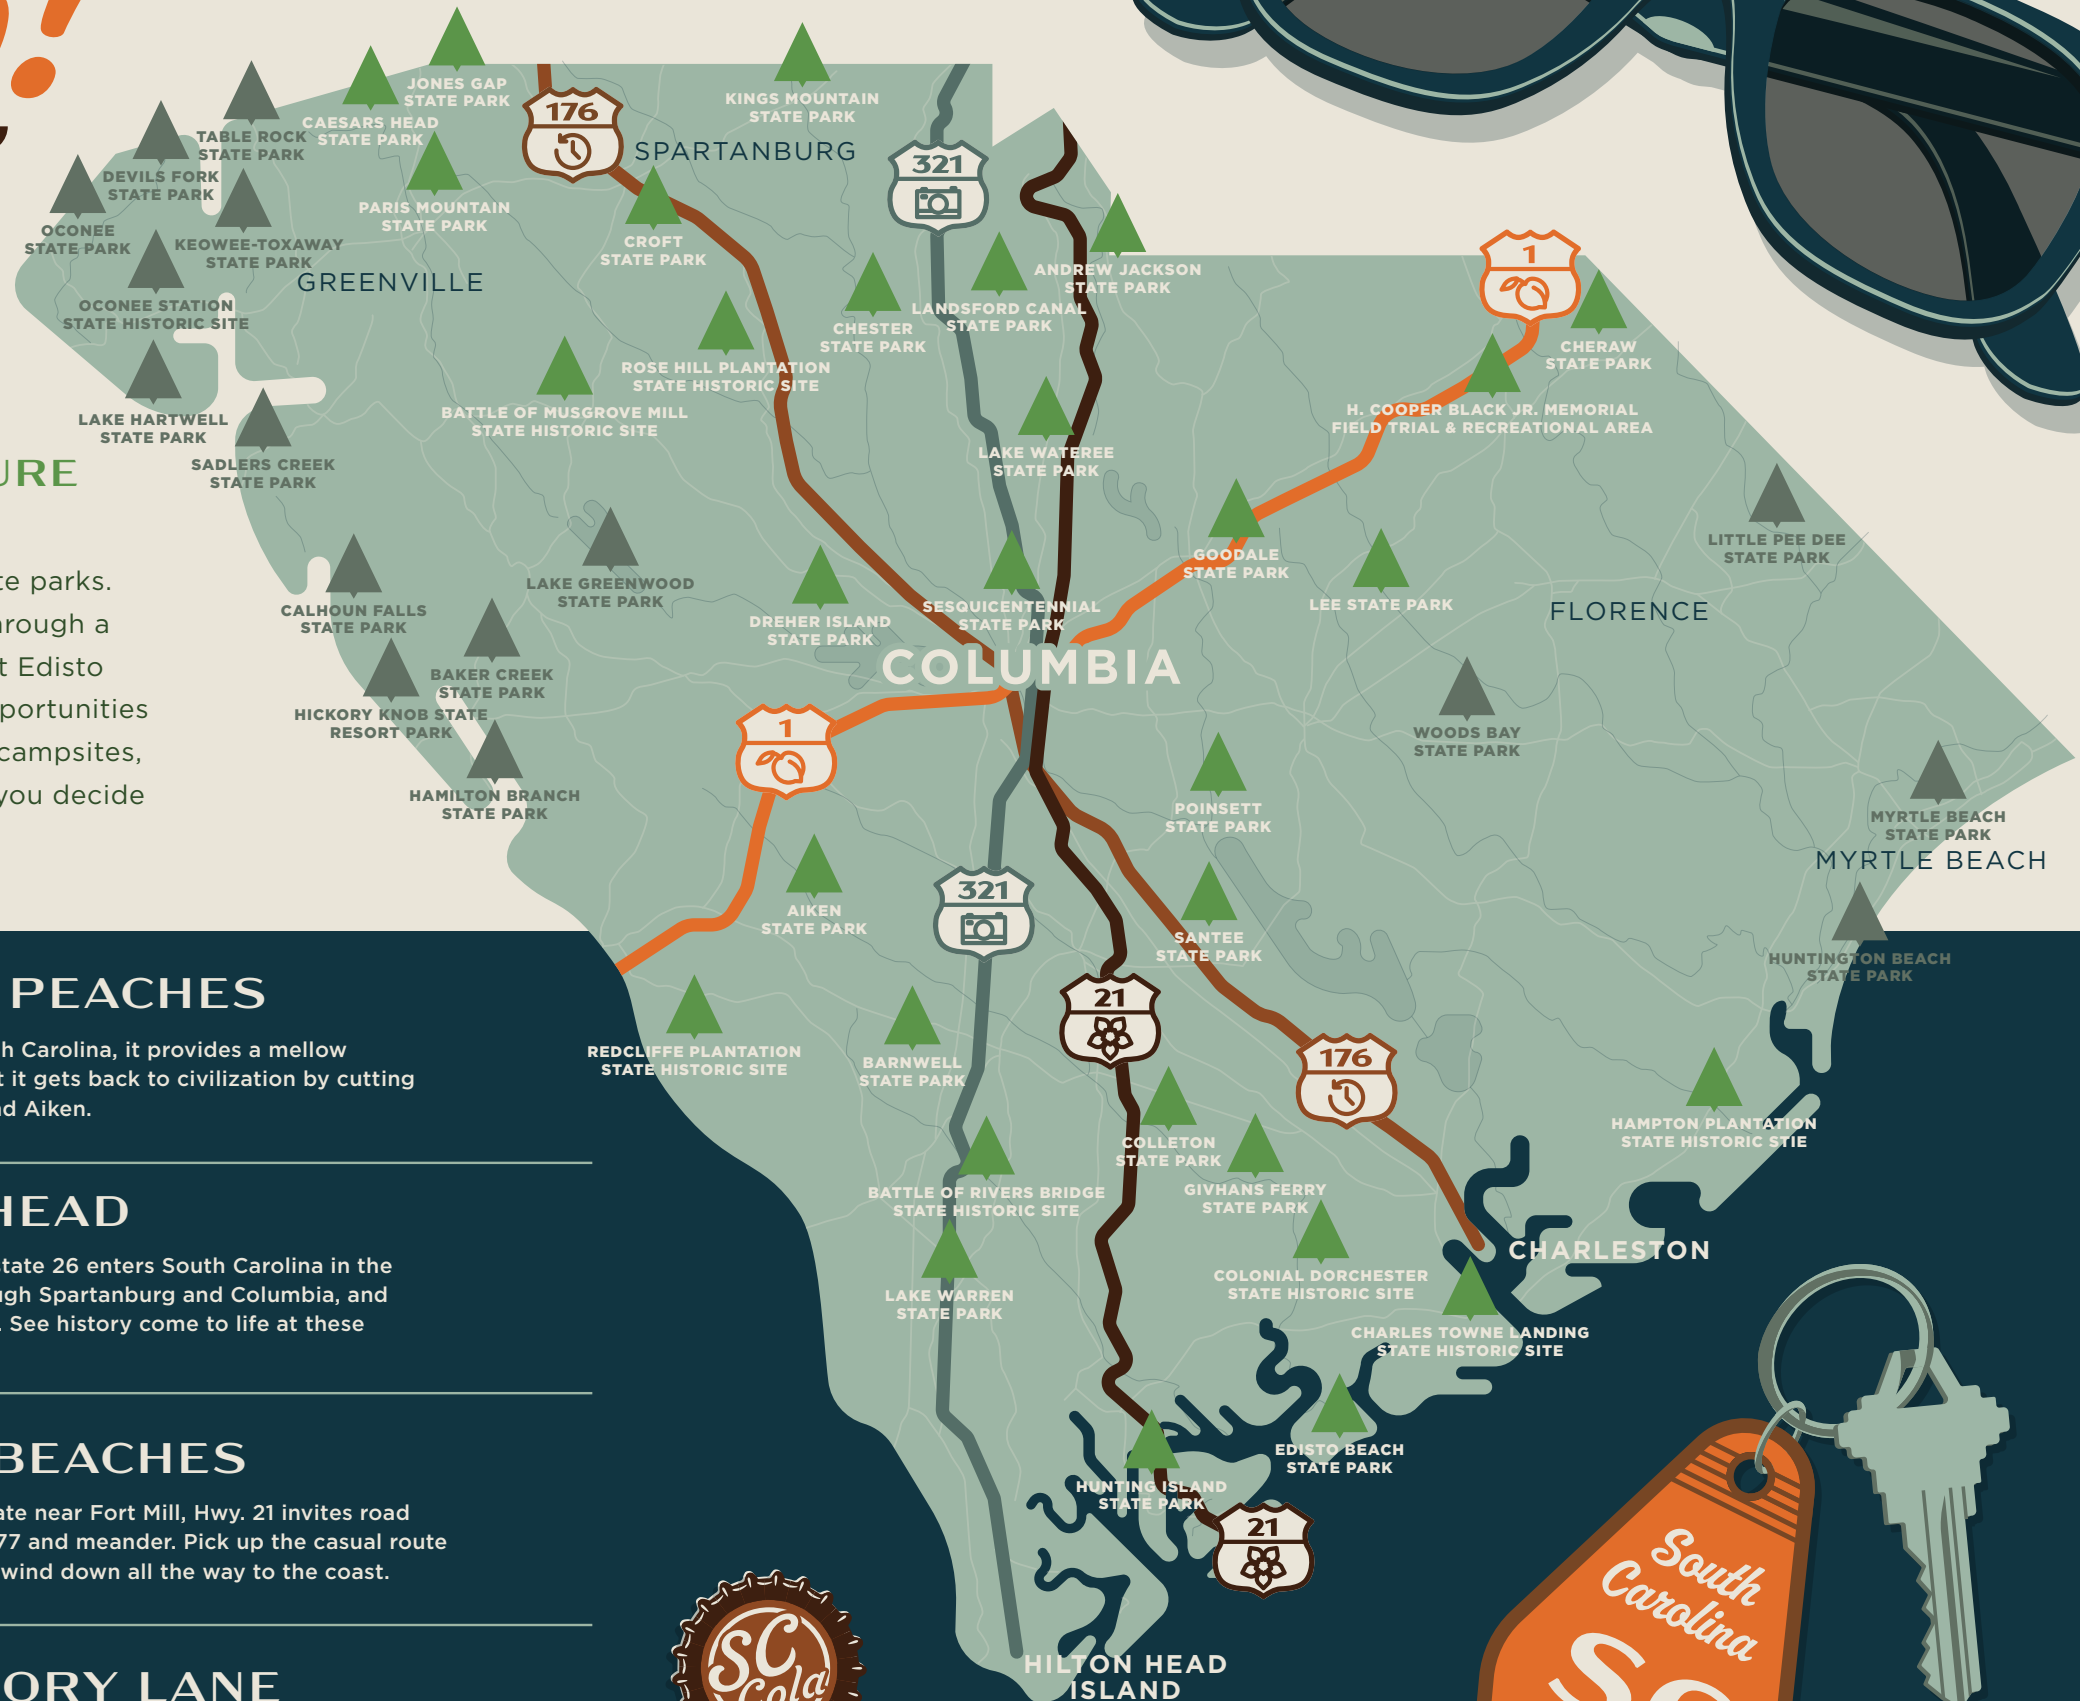 JONES GAP
STATE PARK
KINGS MOUNTAIN
STATE PARK
176
CAESARS HEAD
STATE PARK
TABLE ROCK
STATE PARK
SPARTANBURG
321
DEVILS FORK
STATE PARK
PARIS MOUNTAIN
STATE PARK
OCONEE
STATE PARK
KEOWEE-TOXAWAY
STATE PARK
CROFT
STATE PARK
1
ANDREW JACKSON
STATE PARK
GREENVILLE
OCONEE STATION
STATE HISTORIC SITE
LANDSFORD CANAL
STATE PARK
CHESTER
STATE PARK
CHERAW
STATE PARK
ROSE HILL PLANTATION
STATE HISTORIC SITE
BATTLE OF MUSGROVE MILL
STATE HISTORIC SITE
H. COOPER BLACK JR. MEMORIAL
FIELD TRIAL & RECREATIONAL AREA
LAKE HARTWELL
STATE PARK
LAKE WATEREE
STATE PARK
SADLERS CREEK
STATE PARK
URE
LITTLE PEE DEE
STATE PARK
GOODALE
STATE PARK
te parks.
LAKE GREENWOOD
STATE PARK
CALHOUN FALLS
STATE PARK
SESQUICENTENNIAL
STATE PARK
LEE STATE PARK
FLORENCE
DREHER ISLAND
STATE PARK
hrough a
t Edisto
COLUMBIA
BAKER CREEK
STATE PARK
portunities
HICKORY KNOB STATE
RESORT PARK
1
WOODS BAY
STATE PARK
campsites,
HAMILTON BRANCH
STATE PARK
you decide
POINSETT
STATE PARK
MYRTLE BEACH
STATE PARK
MYRTLE BEACH
321
AIKEN
STATE PARK
SANTEE
STATE PARK
HUNTINGTON BEACH
STATE PARK
PEACHES
21
h Carolina, it provides a mellow
t it gets back to civilization by cutting
nd Aiken.
REDCLIFFE PLANTATION
STATE HISTORIC SITE
BARNWELL
STATE PARK
176
HAMPTON PLANTATION
STATE HISTORIC STIE
COLLETON
STATE PARK
HEAD
BATTLE OF RIVERS BRIDGE
STATE HISTORIC SITE
GIVHANS FERRY
STATE PARK
CHARLESTON
state 26 enters South Carolina in the
ugh Spartanburg and Columbia, and
. See history come to life at these
COLONIAL DORCHESTER
STATE HISTORIC SITE
LAKE WARREN
STATE PARK
CHARLES TOWNE LANDING
STATE HISTORIC SITE
BEACHES
EDISTO BEACH
STATE PARK
HUNTING ISLAND
STATE PARK
ate near Fort Mill, Hwy. 21 invites road
77 and meander. Pick up the casual route
wind down all the way to the coast.
21
South
Carolina
SC
SC
Cola
HILTON HEAD
ISLAND
ORY LANE